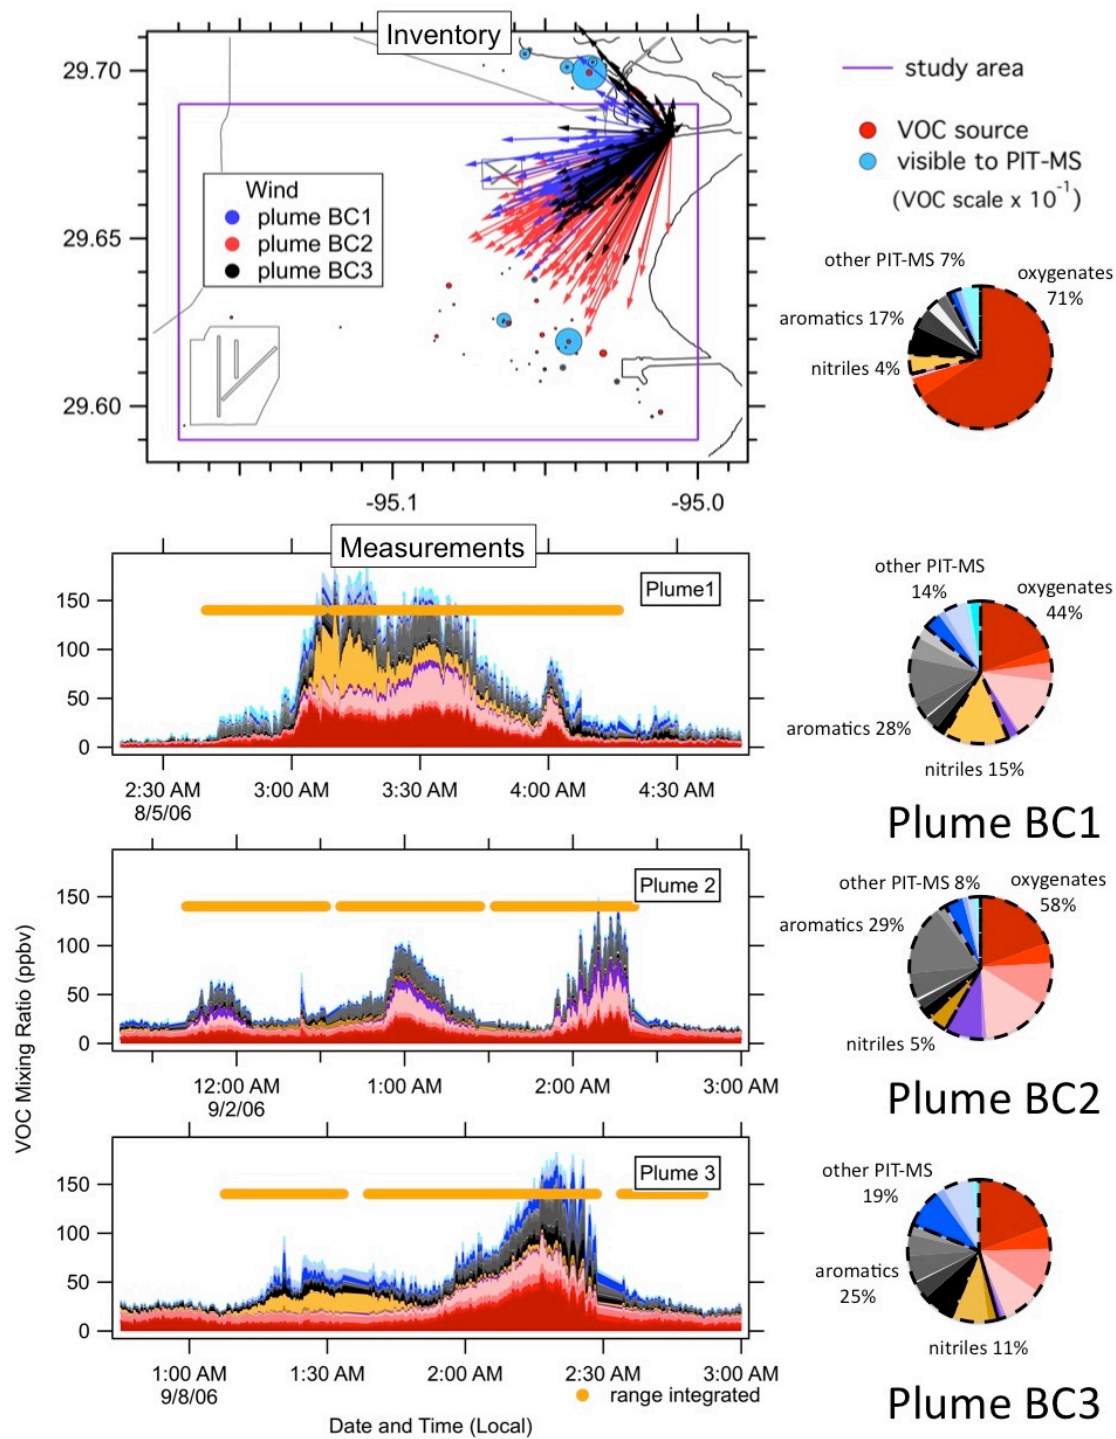 Inventory
29.70
29.65
29.60
-95.1
-95.0
Wind
plume BC1
plume BC2
plume BC3
study area
VOC source
visible to PIT-MS
(VOC scale x 10⁻¹)
other PIT-MS 7%
oxygenates
71%
aromatics 17%
nitriles 4%
Measurements
Plume1
150
100
50
0
2:30 AM
3:00 AM
3:30 AM
4:00 AM
4:30 AM
8/5/06
other PIT-MS
14%
oxygenates
44%
aromatics 28%
nitriles 15%
Plume BC1
Plume 2
150
100
50
0
12:00 AM
1:00 AM
2:00 AM
3:00 AM
9/2/06
other PIT-MS 8%
oxygenates
58%
aromatics 29%
nitriles 5%
Plume BC2
VOC Mixing Ratio (ppbv)
Plume 3
150
100
50
0
1:00 AM
1:30 AM
2:00 AM
2:30 AM
3:00 AM
9/8/06
range integrated
Date and Time (Local)
other PIT-MS
19%
aromatics
25%
nitriles 11%
Plume BC3